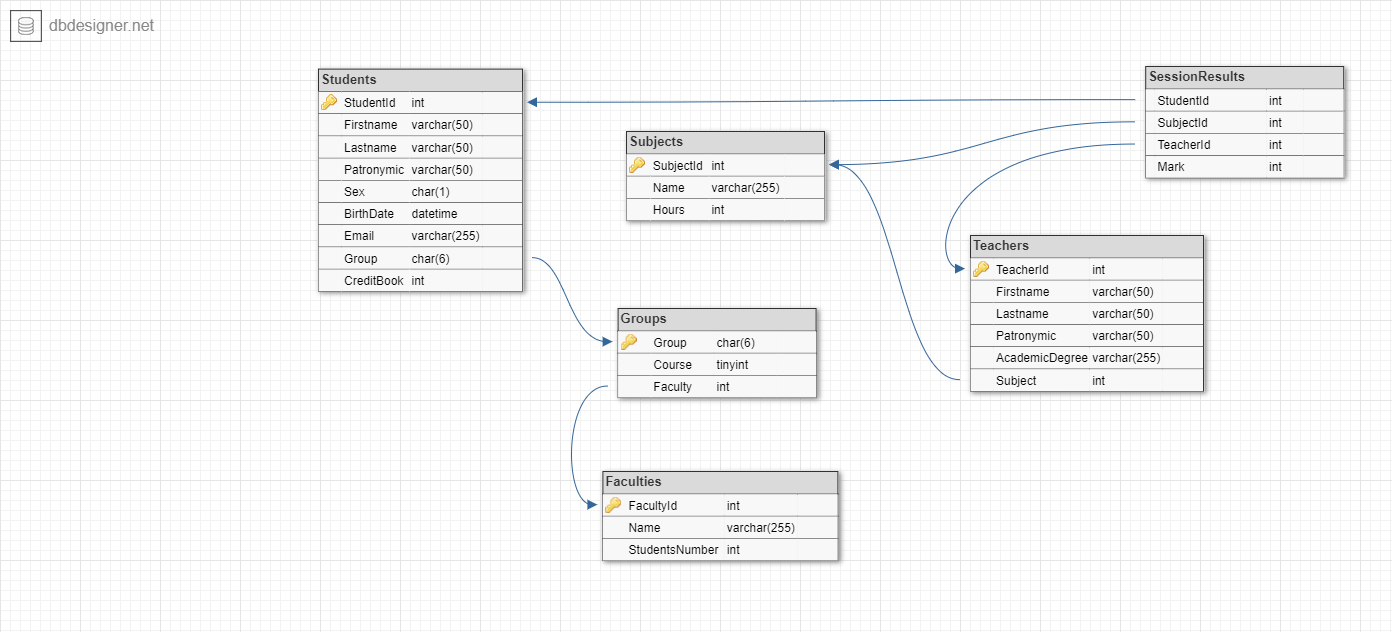 dbdesigner.net
Students
StudentId int
Firstname varchar(50)
Lastname varchar(50)
Patronymic varchar(50)
Sex char(1)
BirthDate datetime
Email varchar(255)
Group char(6)
CreditBook int
Subjects
SubjectId int
Name varchar(255)
Hours int
SessionResults
StudentId int
SubjectId int
TeacherId int
Mark int
Teachers
TeacherId int
Firstname varchar(50)
Lastname varchar(50)
Patronymic varchar(50)
AcademicDegree varchar(255)
Subject int
Groups
Group char(6)
Course tinyint
Faculty int
Faculties
FacultyId int
Name varchar(255)
StudentsNumber int